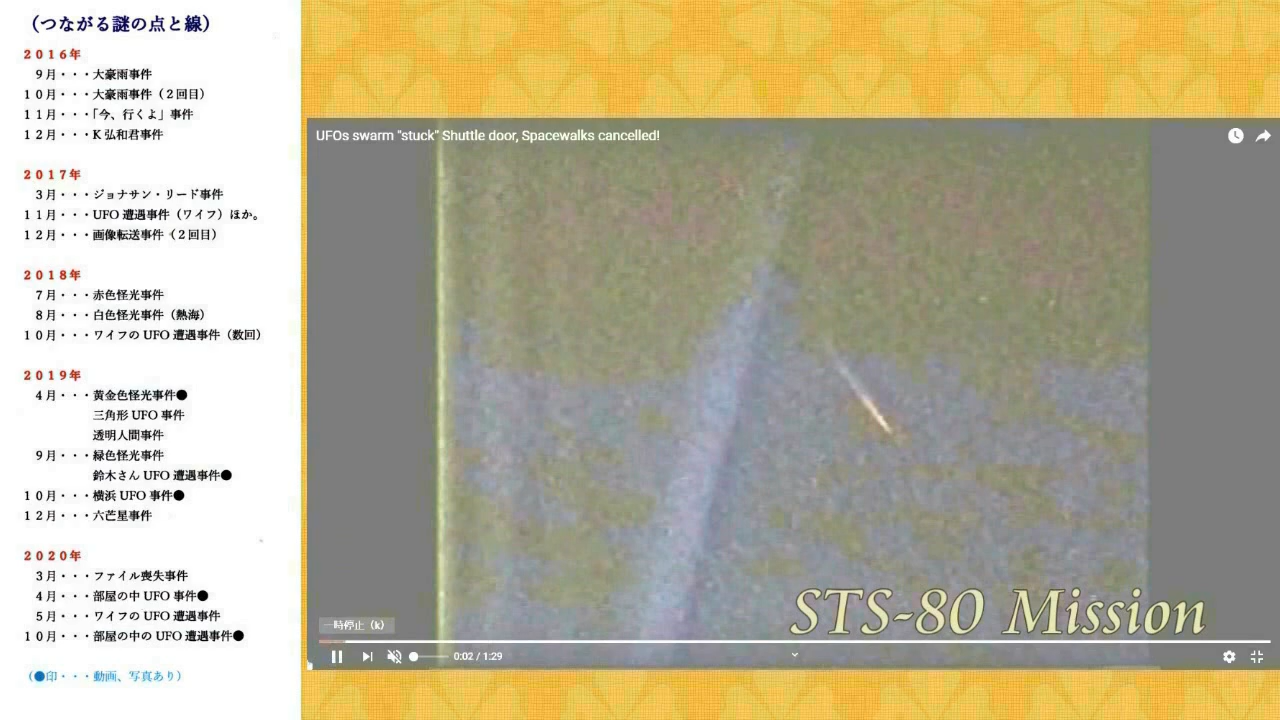 （つながる謎の点と線）
２０１６年
９月・・・大豪雨事件
１０月・・・大豪雨事件（２回目）
１１月・・・「今、行くよ」事件
１２月・・・K 弘和君事件
２０１７年
３月・・・ジョナサン・リード事件
１１月・・・UFO 遭遇事件（ワイフ）ほか。
１２月・・・画像転送事件（２回目）
２０１８年
７月・・・赤色怪光事件
８月・・・白色怪光事件（熱海）
１０月・・・ワイフの UFO 遭遇事件（数回）
２０１９年
４月・・・黄金色怪光事件●
三角形 UFO 事件
透明人間事件
９月・・・緑色怪光事件
鈴木さん UFO 遭遇事件●
１０月・・・横浜 UFO 事件●
１２月・・・六芒星事件
２０２０年
３月・・・ファイル喪失事件
４月・・・部屋の中 UFO 事件●
５月・・・ワイフの UFO 遭遇事件
１０月・・・部屋の中の UFO 遭遇事件●
（●印・・・動画、写真あり）
UFOs swarm "stuck" Shuttle door, Spacewalks cancelled!
STS-80 Mission
一時停止（k）
0:02 / 1:29